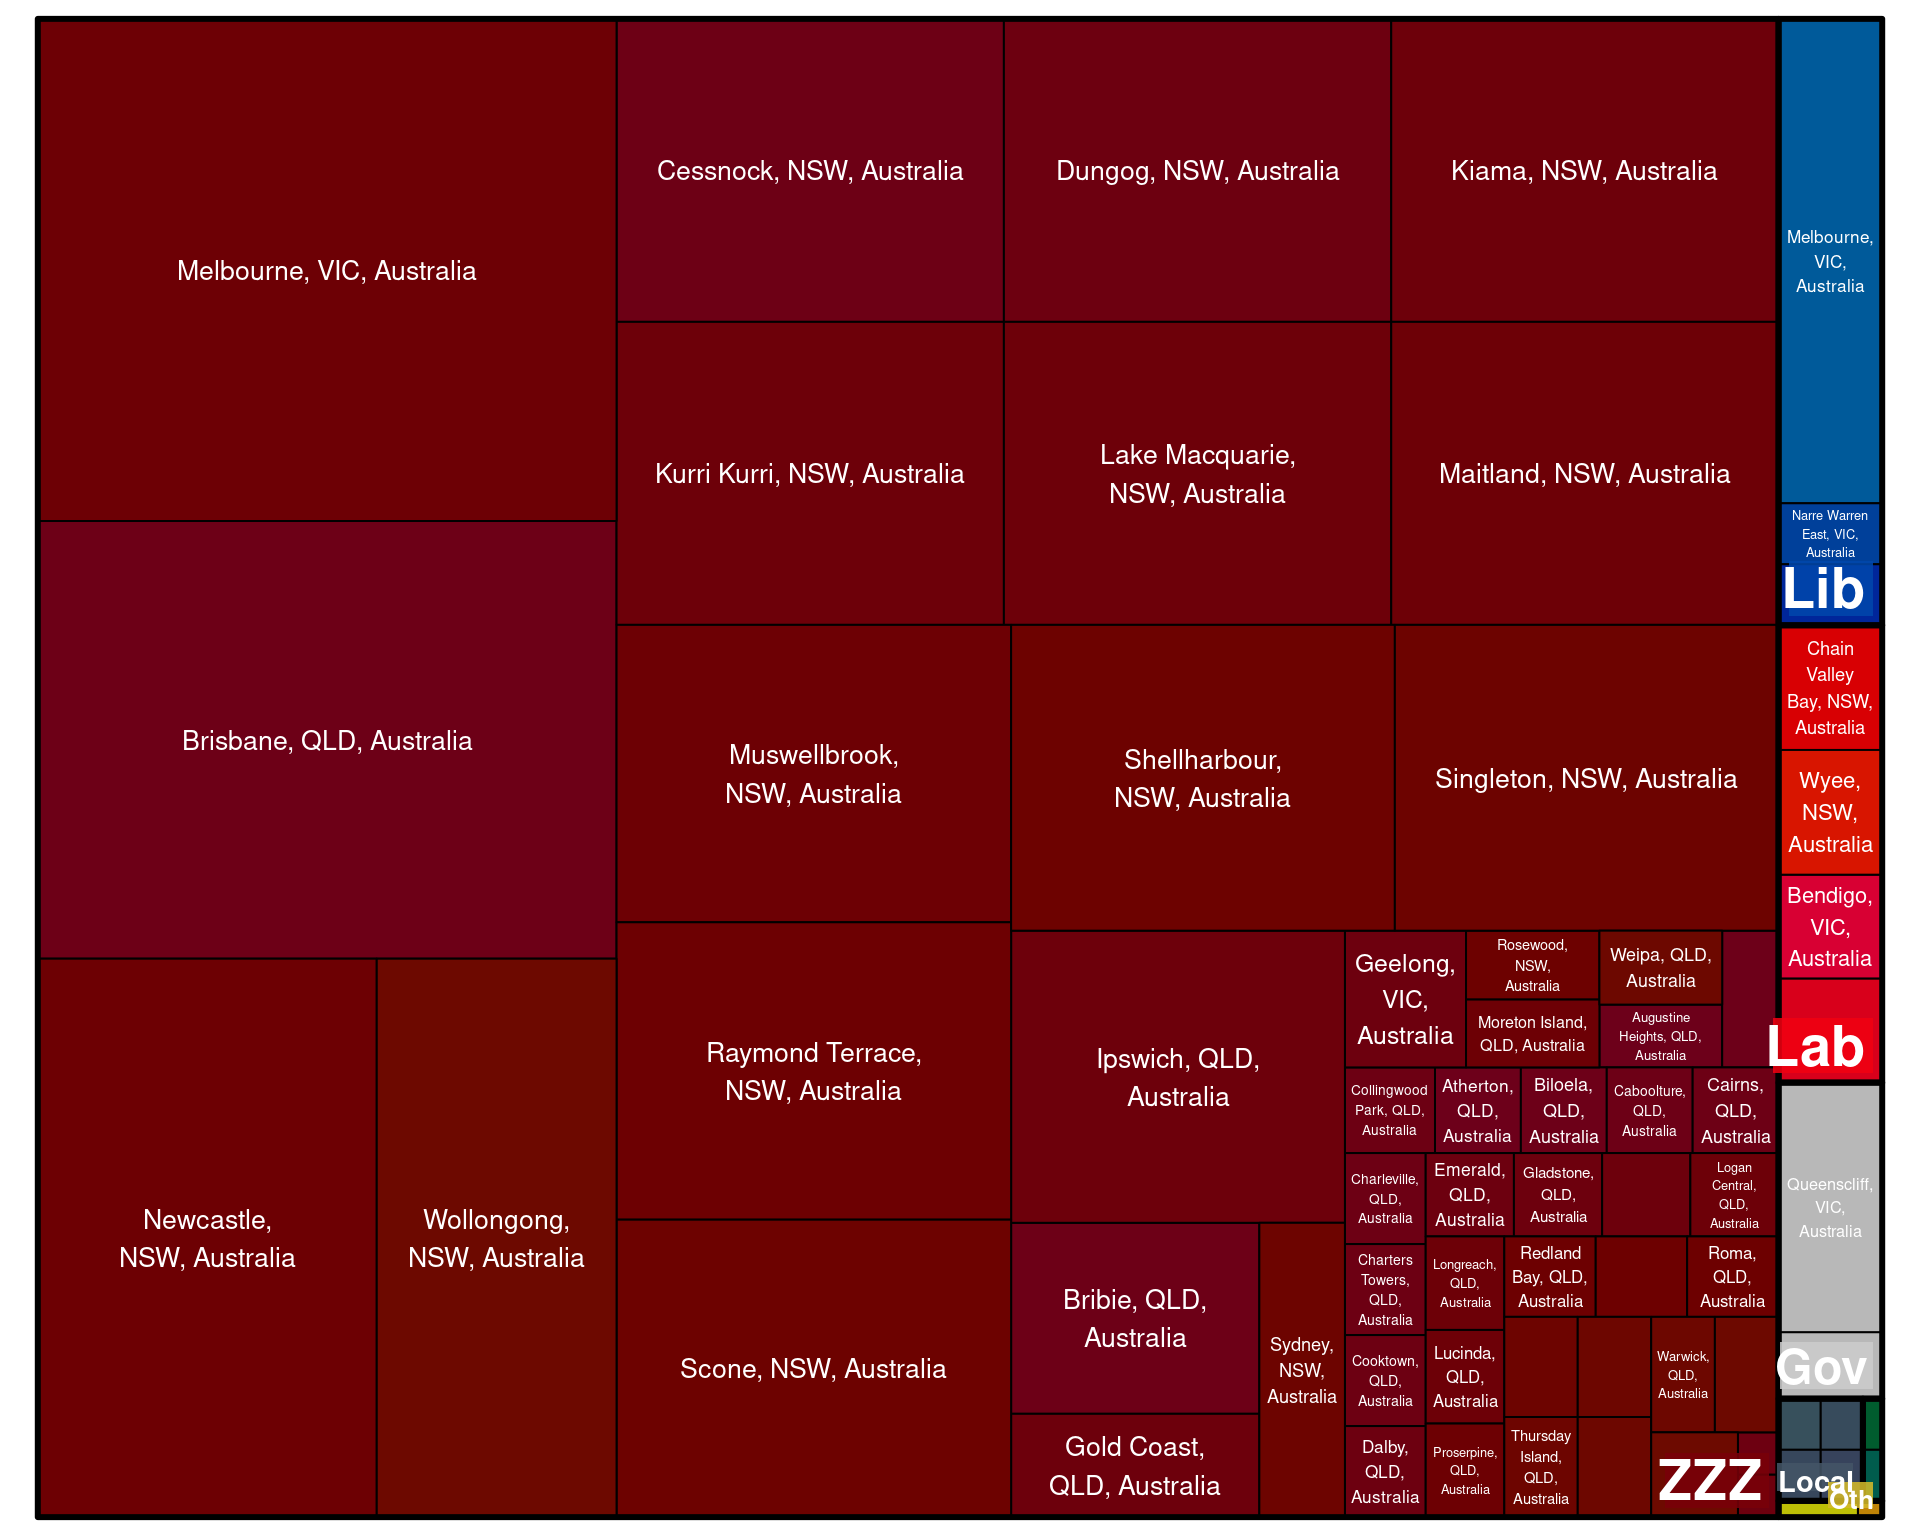 Melbourne, VIC, Australia
Brisbane, QLD, Australia
Newcastle,
NSW, Australia
Wollongong,
NSW, Australia
Cessnock, NSW, Australia
Dungog, NSW, Australia
Kiama, NSW, Australia
Kurri Kurri, NSW, Australia
Lake Macquarie,
NSW, Australia
Maitland, NSW, Australia
Muswellbrook,
NSW, Australia
Shellharbour,
NSW, Australia
Singleton, NSW, Australia
Raymond Terrace,
NSW, Australia
Scone, NSW, Australia
Ipswich, QLD,
Australia
Bribie, QLD,
Australia
Gold Coast,
QLD, Australia
Sydney,
NSW,
Australia
Geelong,
VIC,
Australia
Rosewood,
NSW,
Australia
Moreton Island,
QLD, Australia
Weipa, QLD,
Australia
Augustine
Heights, QLD,
Australia
Collingwood
Park, QLD,
Australia
Atherton,
QLD,
Australia
Biloela,
QLD,
Australia
Caboolture,
QLD,
Australia
Cairns,
QLD,
Australia
Charleville,
QLD,
Australia
Charters
Towers,
QLD,
Australia
Cooktown,
QLD,
Australia
Dalby,
QLD,
Australia
Emerald,
QLD,
Australia
Gladstone,
QLD,
Australia
Logan
Central,
QLD,
Australia
Longreach,
QLD,
Australia
Lucinda,
QLD,
Australia
Proserpine,
QLD,
Australia
Redland
Bay, QLD,
Australia
Roma,
QLD,
Australia
Thursday
Island,
QLD,
Australia
Warwick,
QLD,
Australia
ZZZ
Melbourne,
VIC,
Australia
Narre Warren
East, VIC,
Australia
Lib
Chain
Valley
Bay, NSW,
Australia
Wyee,
NSW,
Australia
Bendigo,
VIC,
Australia
Lab
Queenscliff,
VIC,
Australia
Gov
Local
Oth